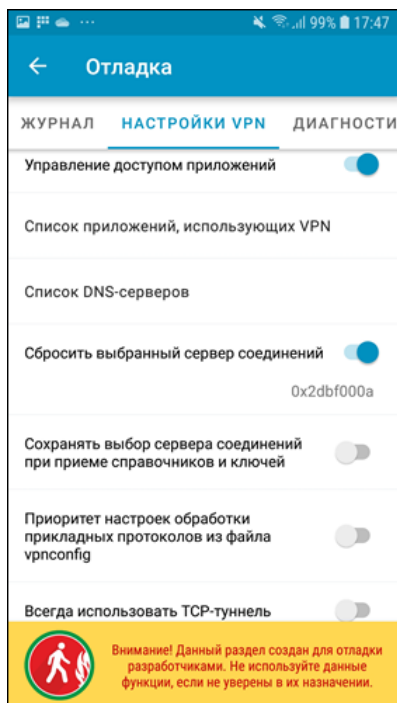 99% 17:47
Отладка
ЖУРНАЛ НАСТРОЙКИ VPN ДИАГНОСТИ
Управление доступом приложений
Список приложений, использующих VPN
Список DNS-серверов
Сбросить выбранный сервер соединений
0x2dbf000a
Сохранять выбор сервера соединений
при приеме справочников и ключей
Приоритет настроек обработки
прикладных протоколов из файла
vpnconfig
Всегда использовать TCP-туннель
Внимание! Данный раздел создан для отладки
разработчиками. Не используйте данные
функции, если не уверены в их назначении.